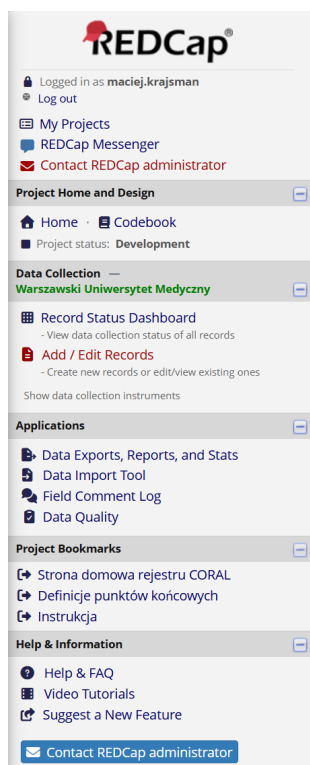 REDCap®
Logged in as maciej.krajsman
Log out
My Projects
REDCap Messenger
Contact REDCap administrator
Project Home and Design
Home · Codebook
Project status: Development
Data Collection —
Warszawski Uniwersytet Medyczny
Record Status Dashboard
- View data collection status of all records
Add / Edit Records
- Create new records or edit/view existing ones
Show data collection instruments
Applications
Data Exports, Reports, and Stats
Data Import Tool
Field Comment Log
Data Quality
Project Bookmarks
Strona domowa rejestru CORAL
Definicje punktów końcowych
Instrukcja
Help & Information
Help & FAQ
Video Tutorials
Suggest a New Feature
Contact REDCap administrator